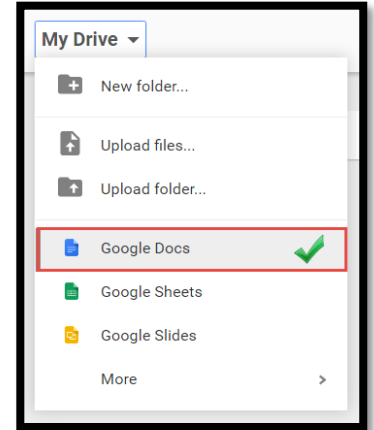 My Drive
New folder...
Upload files...
Upload folder...
Google Docs
Google Sheets
Google Slides
More